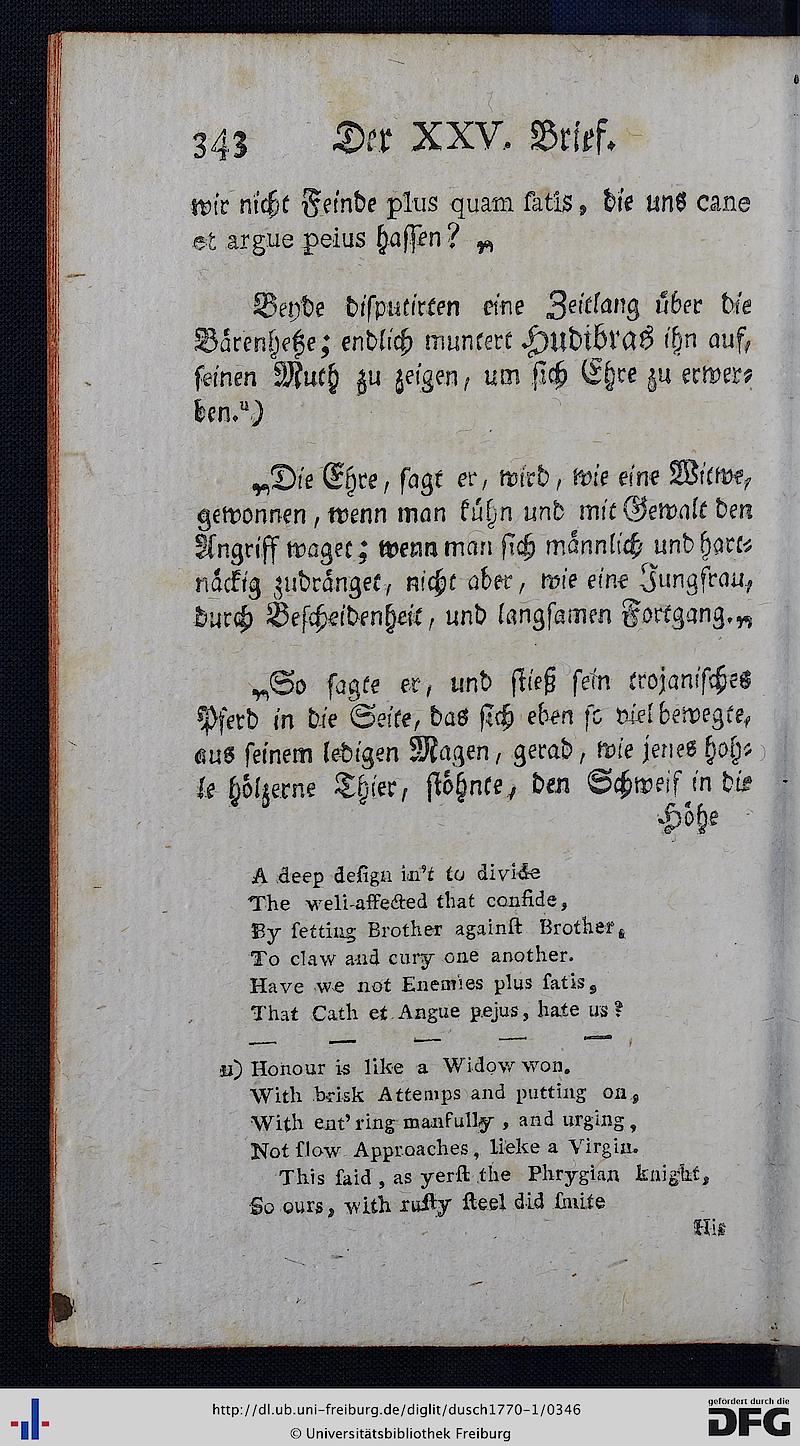 343 Der XXV. Brief.
wir nicht Feinde plus quam satis, die uns cane
et argue peius hassen? „
Beyde disputirten eine Zeitlang über die
Bärenhetze; endlich muntert Hudibras ihn auf,
seinen Muth zu zeigen, um sich Ehre zu erwer⸗
ben.u)
„Die Ehre, sagt er, wird, wie eine Witwe,
gewonnen, wenn man kühn und mit Gewalt den
Angriff waget; wenn man sich männlich und hart⸗
näckig zudränget, nicht aber, wie eine Jungfrau,
durch Bescheidenheit, und langsamen Fortgang.„
„So sagte er, und stieß sein trojanisches
Pferd in die Seite, das sich eben so viel bewegte,
aus seinem ledigen Magen, gerad, wie jenes hoh⸗
le hölzerne Thier, stöhnte, den Schweif in die
Höhe
A deep deſign in't to divide
The weli-affected that confide,
By ſetting Brother againſt Brother,
To claw and cury one another.
Have we not Enemies plus ſatis,
That Cath et Angue pejus, hate us?
— — — — —
u) Honour is like a Widow won.
With brisk Attemps and putting on,
With ent'ring manfully, and urging,
Not ſlow Approaches, lieke a Virgin.
This ſaid, as yerſt the Phrygian knight,
So ours, with ruſty ſteel did ſmite
His
http://dl.ub.uni-freiburg.de/diglit/dusch1770-1/0346
© Universitätsbibliothek Freiburg
gefördert durch die
DFG